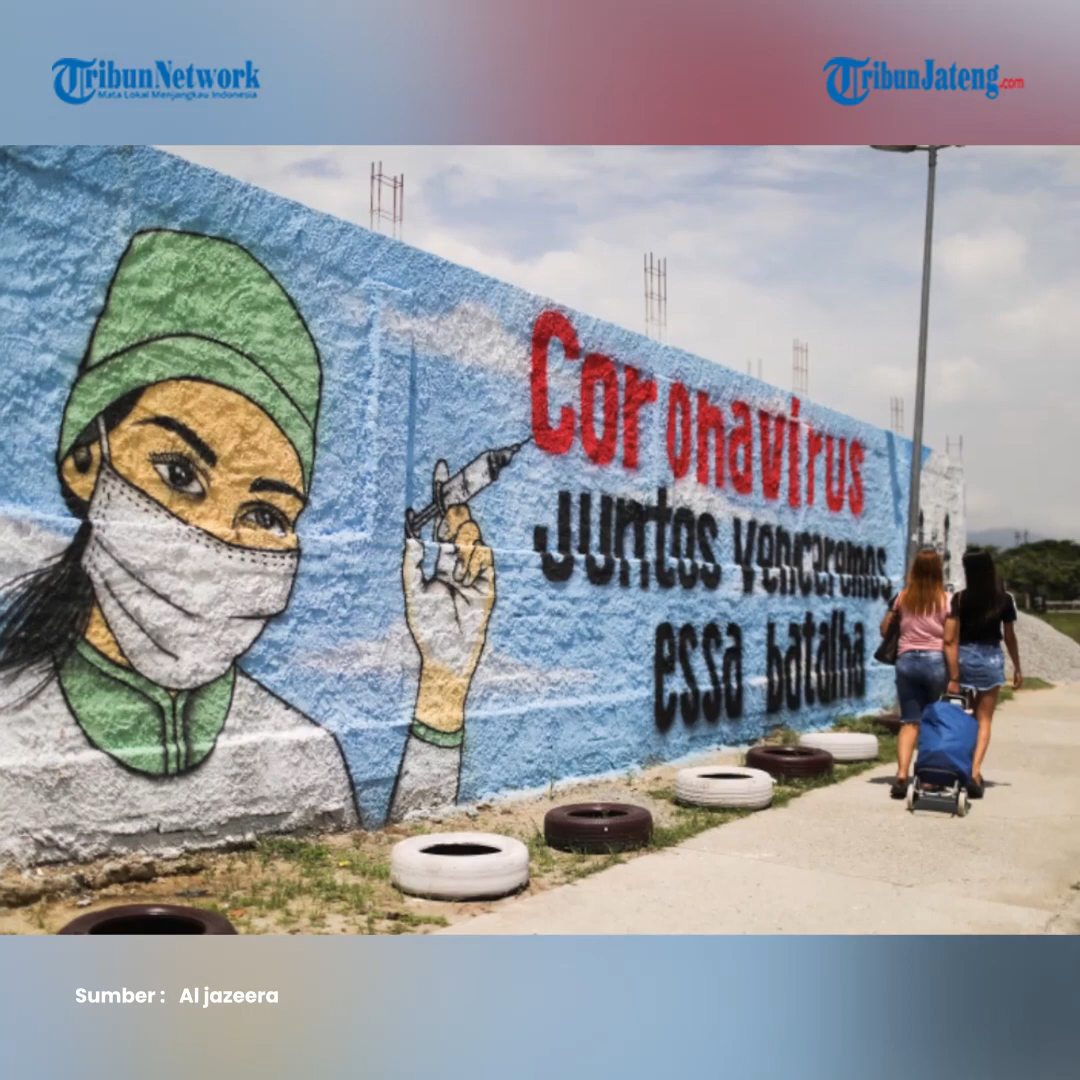 TribunNetwork
Mata Lokal Menjangkau Indonesia
TribunJateng.com
Coronavirus
Juntos venceremos
essa batalha
Sumber : Al jazeera